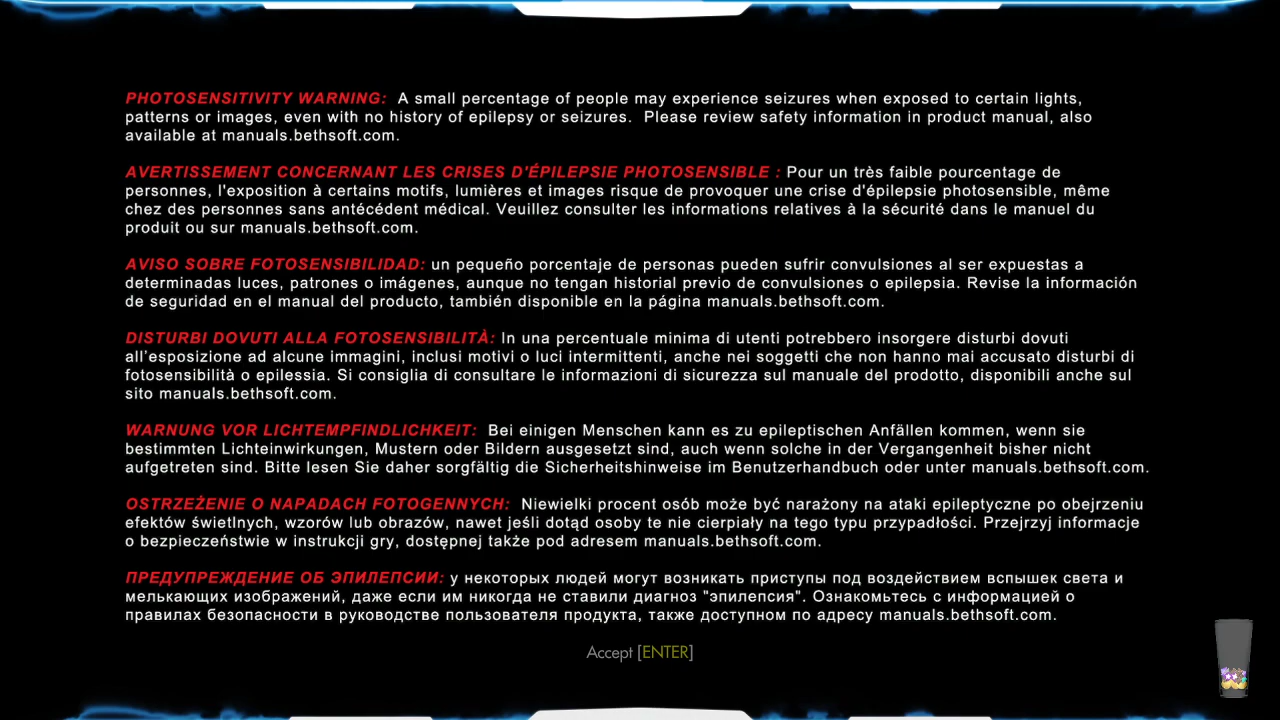 PHOTOSENSITIVITY WARNING: A small percentage of people may experience seizures when exposed to certain lights,
patterns or images, even with no history of epilepsy or seizures. Please review safety information in product manual, also
available at manuals.bethsoft.com.
AVERTISSEMENT CONCERNANT LES CRISES D'ÉPILEPSIE PHOTOSENSIBLE : Pour un très faible pourcentage de
personnes, l'exposition à certains motifs, lumières et images risque de provoquer une crise d'épilepsie photosensible, même
chez des personnes sans antécédent médical. Veuillez consulter les informations relatives à la sécurité dans le manuel du
produit ou sur manuals.bethsoft.com.
AVISO SOBRE FOTOSENSIBILIDAD: un pequeño porcentaje de personas pueden sufrir convulsiones al ser expuestas a
determinadas luces, patrones o imágenes, aunque no tengan historial previo de convulsiones o epilepsia. Revise la información
de seguridad en el manual del producto, también disponible en la página manuals.bethsoft.com.
DISTURBI DOVUTI ALLA FOTOSENSIBILITÀ: In una percentuale minima di utenti potrebbero insorgere disturbi dovuti
all’esposizione ad alcune immagini, inclusi motivi o luci intermittenti, anche nei soggetti che non hanno mai accusato disturbi di
fotosensibilità o epilessia. Si consiglia di consultare le informazioni di sicurezza sul manuale del prodotto, disponibili anche sul
sito manuals.bethsoft.com.
WARNUNG VOR LICHTEMPFINDLICHKEIT: Bei einigen Menschen kann es zu epileptischen Anfällen kommen, wenn sie
bestimmten Lichteinwirkungen, Mustern oder Bildern ausgesetzt sind, auch wenn solche in der Vergangenheit bisher nicht
aufgetreten sind. Bitte lesen Sie daher sorgfältig die Sicherheitshinweise im Benutzerhandbuch oder unter manuals.bethsoft.com.
OSTRZEŻENIE O NAPADACH FOTOGENNYCH: Niewielki procent osób może być narażony na ataki epileptyczne po obejrzeniu
efektów świetlnych, wzorów lub obrazów, nawet jeśli dotąd osoby te nie cierpiały na tego typu przypadłości. Przejrzyj informacje
o bezpieczeństwie w instrukcji gry, dostępnej także pod adresem manuals.bethsoft.com.
ПРЕДУПРЕЖДЕНИЕ ОБ ЭПИЛЕПСИИ: у некоторых людей могут возникать приступы под воздействием вспышек света и
мелькающих изображений, даже если им никогда не ставили диагноз "эпилепсия". Ознакомьтесь с информацией о
правилах безопасности в руководстве пользователя продукта, также доступном по адресу manuals.bethsoft.com.
Accept [ENTER]